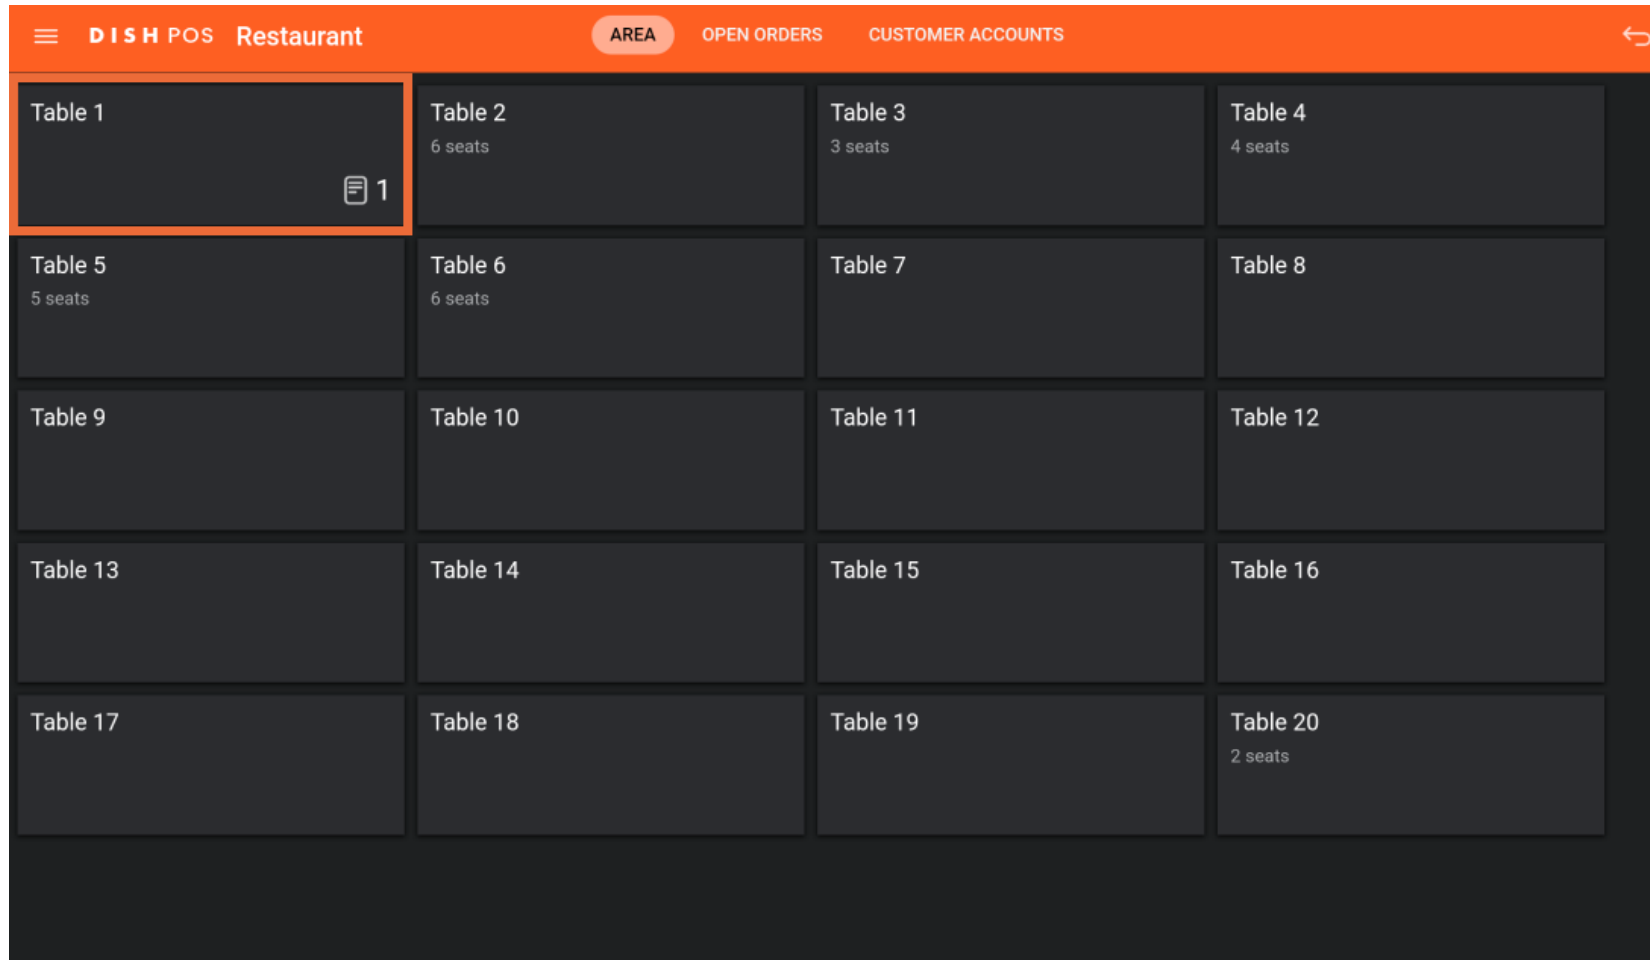 DISH POS Restaurant AREA OPEN ORDERS CUSTOMER ACCOUNTS
Table 1
1
Table 2
6 seats
Table 3
3 seats
Table 4
4 seats
Table 5
5 seats
Table 6
6 seats
Table 7
Table 8
Table 9
Table 10
Table 11
Table 12
Table 13
Table 14
Table 15
Table 16
Table 17
Table 18
Table 19
Table 20
2 seats